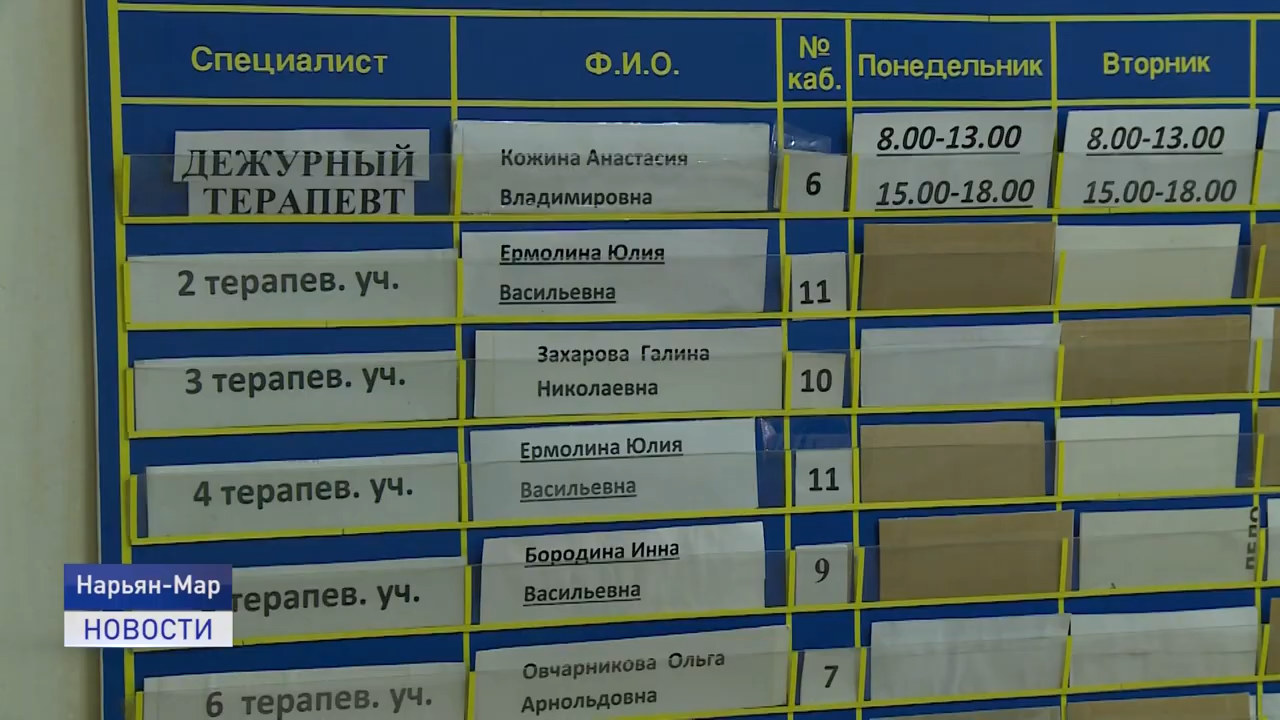 Специалист
Ф.И.О.
№
каб.
Понедельник
Вторник
ДЕЖУРНЫЙ
ТЕРАПЕВТ
Кожина Анастасия
Владимировна
6
8.00-13.00
15.00-18.00
8.00-13.00
15.00-18.00
2 терапев. уч.
Ермолина Юлия
Васильевна
11
3 терапев. уч.
Захарова Галина
Николаевна
10
4 терапев. уч.
Ермолина Юлия
Васильевна
11
терапев. уч.
Бородина Инна
Васильевна
9
6 терапев. уч.
Овчарникова Ольга
Арнольдовна
7
Нарьян-Мар
НОВОСТИ